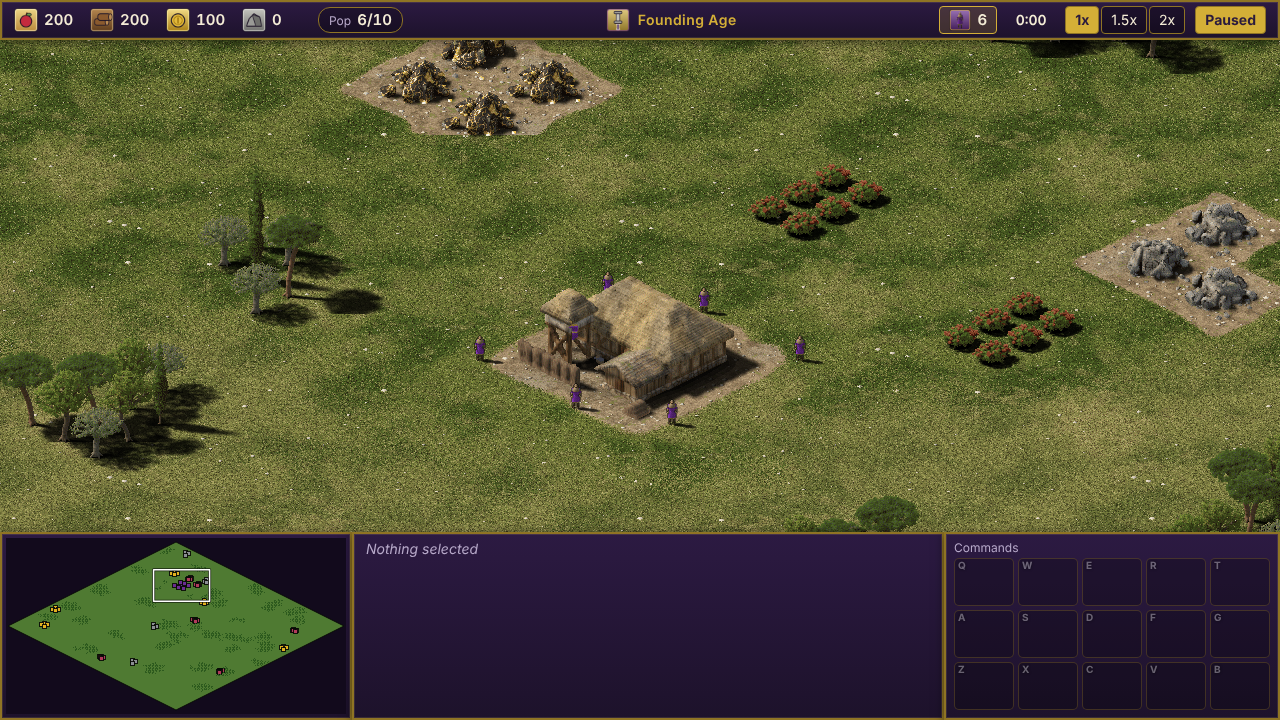 200
200
100
0
Pop 6/10
Founding Age
6
0:00
1x
1.5x
2x
Paused
Nothing selected
Commands
Q
W
E
R
T
A
S
D
F
G
Z
X
C
V
B